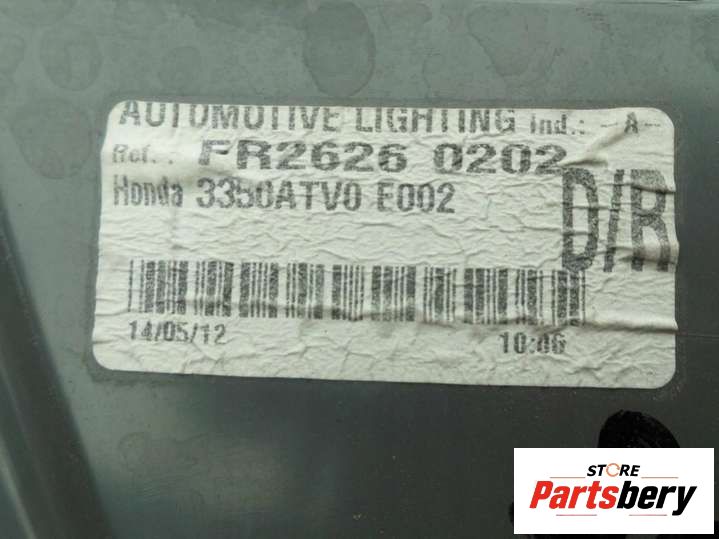 AUTOMOTIVE LIGHTING Ind.: -A-
Ref.: FR2626 0202
Honda 3350ATV0 E002
D/R
14/05/12 10:06
STORE
Partsbery